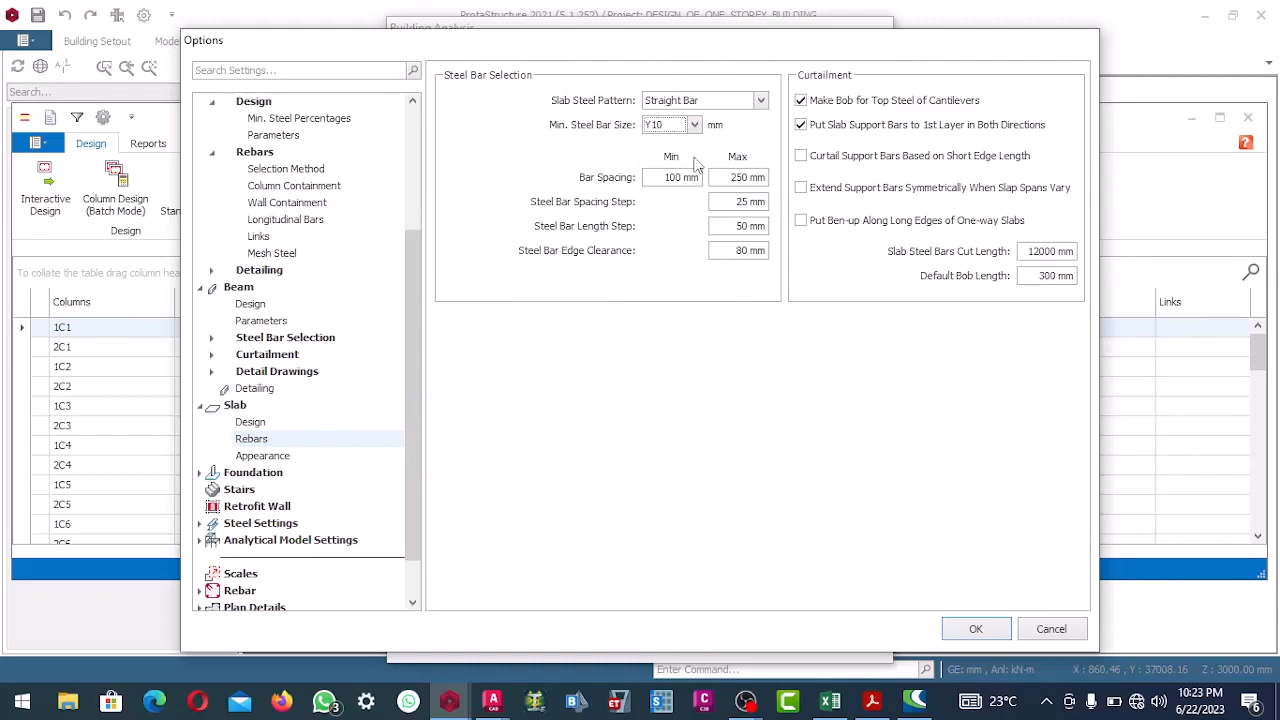 ProtaStructure 2021 (5.1.252) / Project: DESIGN_OF_ONE_STOREY_BUILDING
Building Analysis
Options
Building Setout
Search...
Design
Reports
Interactive
Design
Column Design
(Batch Mode)
Design
To collate the table drag column hea
Columns
Links
1C1
2C1
1C2
2C2
1C3
2C3
1C4
2C4
1C5
2C5
1C6
2C6
Search Settings...
Design
Min. Steel Percentages
Parameters
Rebars
Selection Method
Column Containment
Wall Containment
Longitudinal Bars
Links
Mesh Steel
Detailing
Beam
Design
Parameters
Steel Bar Selection
Curtailment
Detail Drawings
Detailing
Slab
Design
Rebars
Appearance
Foundation
Stairs
Retrofit Wall
Steel Settings
Analytical Model Settings
Scales
Rebar
Plan Details
Steel Bar Selection
Slab Steel Pattern: Straight Bar
Min. Steel Bar Size: Y10 mm
Min Max
Bar Spacing: 100 mm 250 mm
Steel Bar Spacing Step: 25 mm
Steel Bar Length Step: 50 mm
Steel Bar Edge Clearance: 80 mm
Curtailment
Make Bob for Top Steel of Cantilevers
Put Slab Support Bars to 1st Layer in Both Directions
Curtail Support Bars Based on Short Edge Length
Extend Support Bars Symmetrically When Slap Spans Vary
Put Ben-up Along Long Edges of One-way Slabs
Slab Steel Bars Cut Length: 12000 mm
Default Bob Length: 300 mm
OK Cancel
Enter Command...
GE: mm, Anl: kN-m X : 860.46 , Y : 37008.16 Z : 3000.00 mm
23°C
10:23 PM
6/22/2023